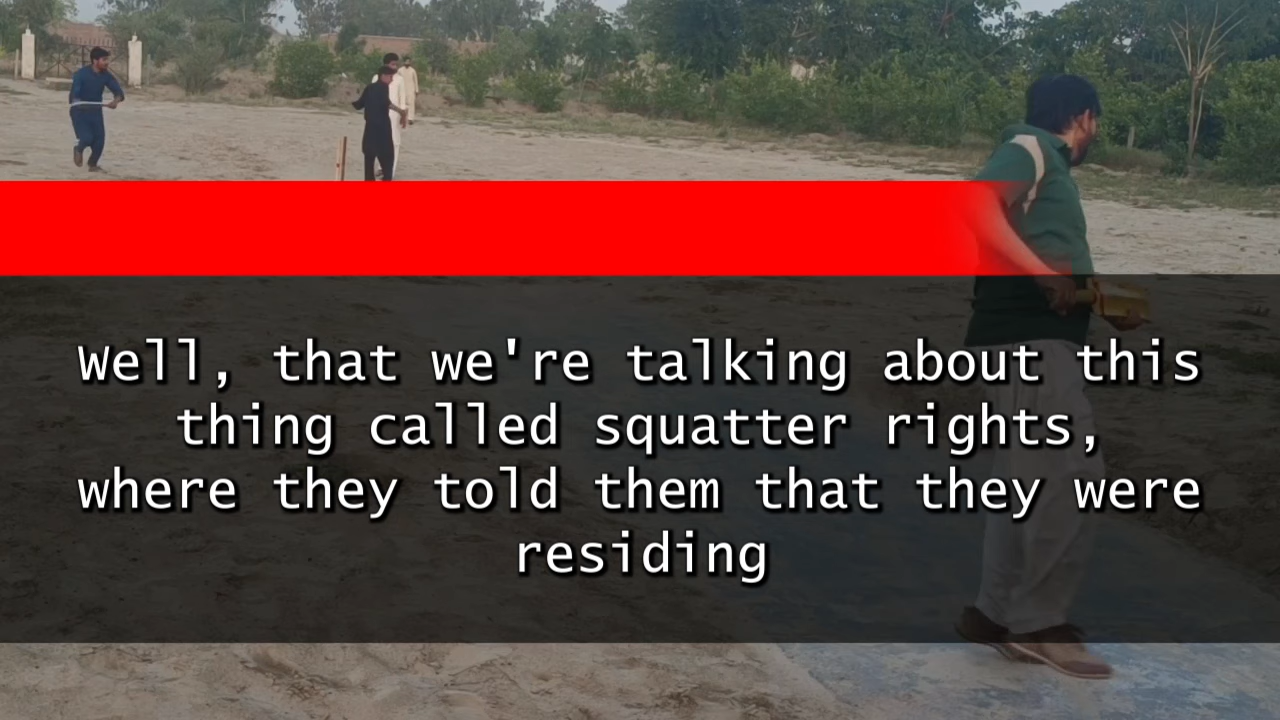 Well, that we're talking about this
thing called squatter rights,
where they told them that they were
residing